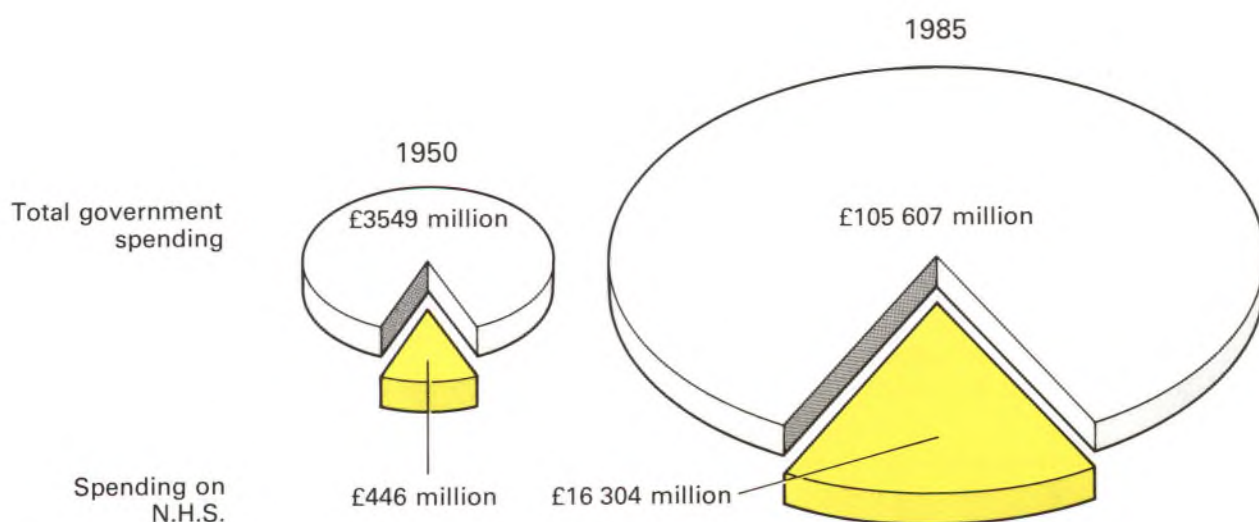 1985
1950
Total government
spending
£3549 million
£105 607 million
Spending on
N.H.S.
£446 million
£16 304 million